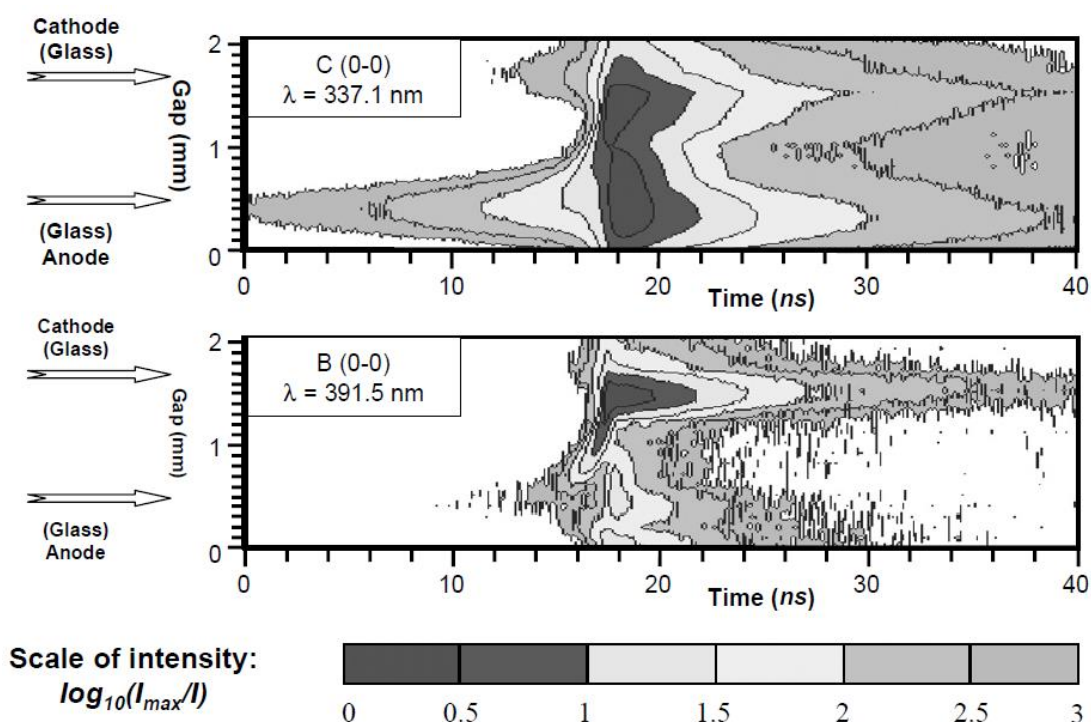 Cathode
(Glass)
(Glass)
Anode
Gap (mm)
2
1
0
C (0-0)
λ = 337.1 nm
0 10 20 30 40
Time (ns)
Cathode
(Glass)
(Glass)
Anode
Gap (mm)
2
1
0
B (0-0)
λ = 391.5 nm
0 10 20 30 40
Time (ns)
Scale of intensity:
log10(Imax/I)
0 0.5 1 1.5 2 2.5 3